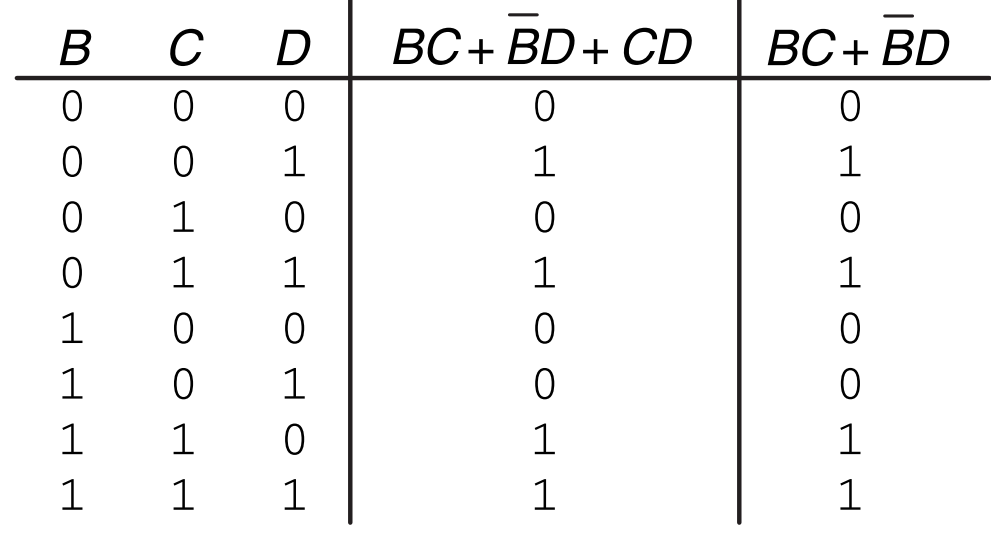 B C D BC + B̅D + CD BC + B̅D
0 0 0 0 0
0 0 1 1 1
0 1 0 0 0
0 1 1 1 1
1 0 0 0 0
1 0 1 0 0
1 1 0 1 1
1 1 1 1 1